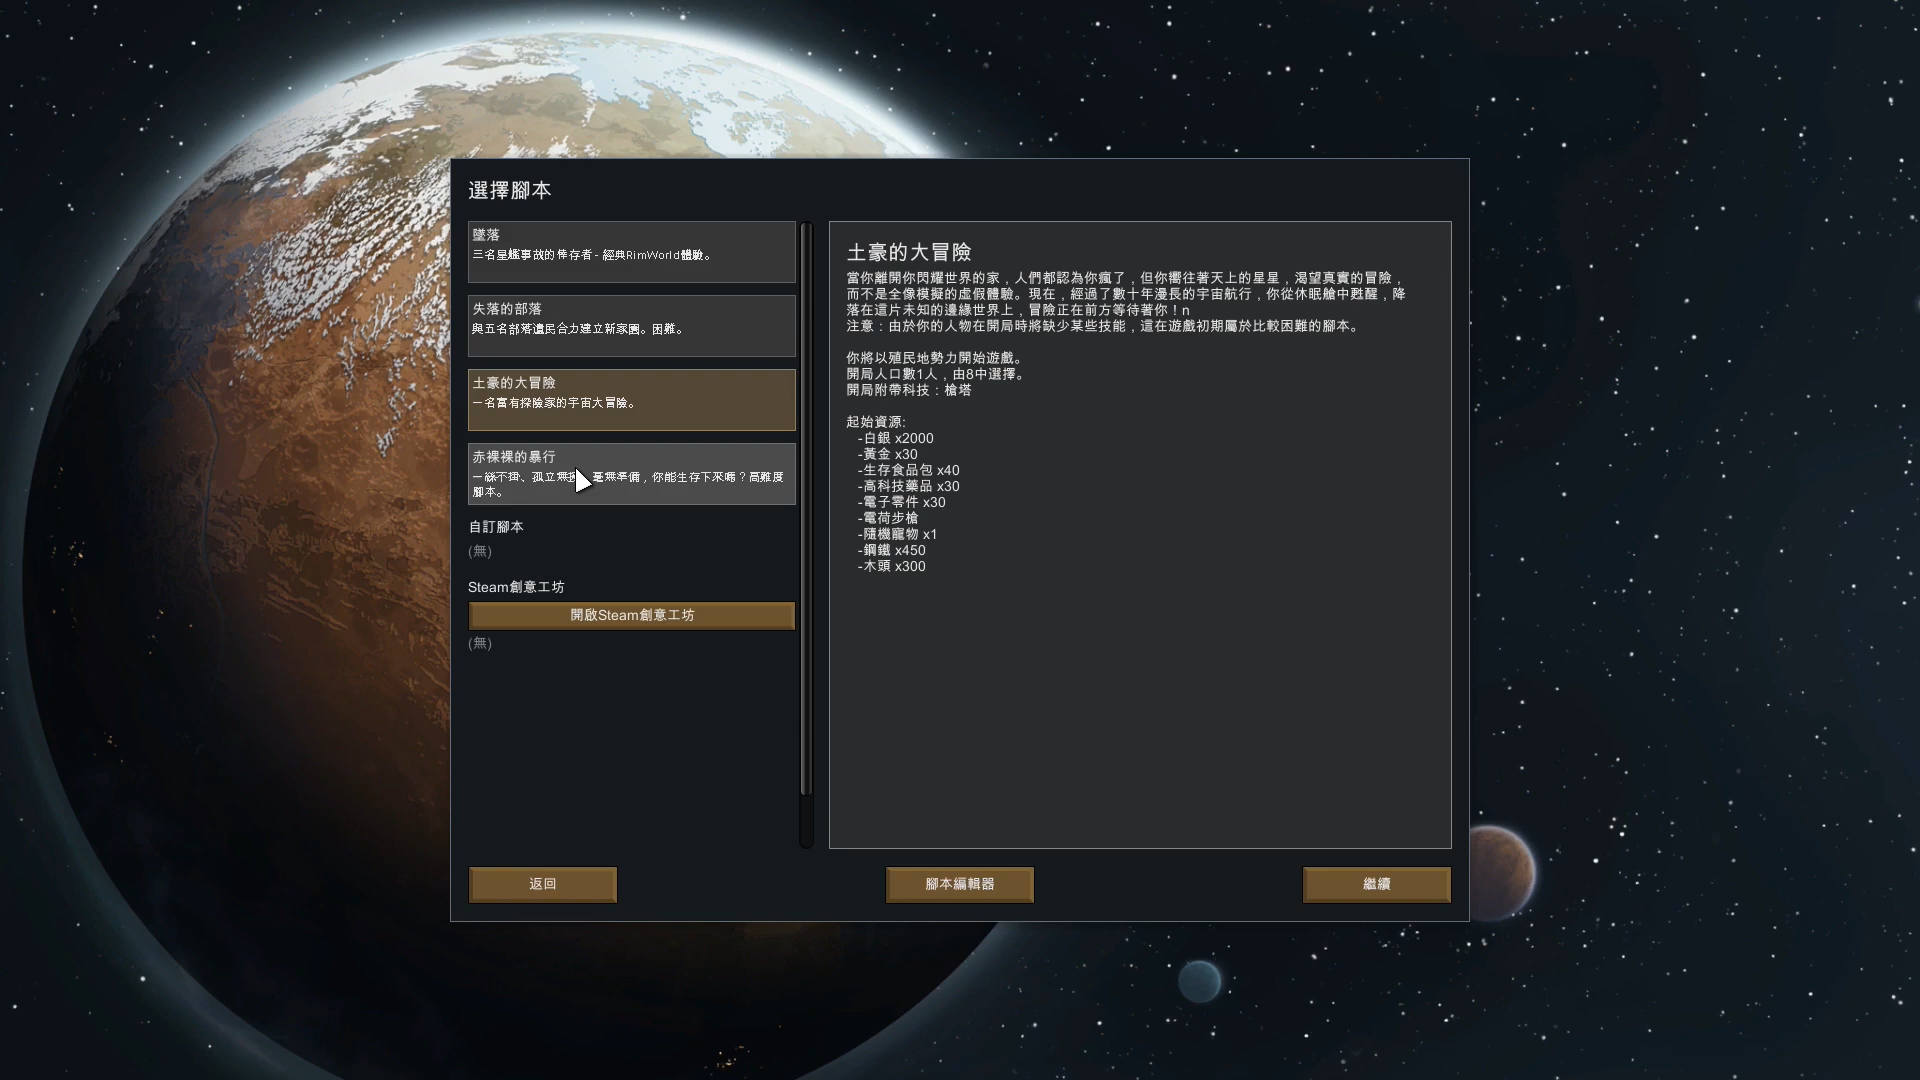 選擇腳本
墜落
三名星艦事故的倖存者 - 經典RimWorld體驗。
失落的部落
與五名部落遺民合力建立新家園。困難。
土豪的大冒險
一名富有探險家的宇宙大冒險。
赤裸裸的暴行
一絲不掛、孤立無 毫無準備，你能生存下來嗎？高難度
腳本。
自訂腳本
(無)
Steam創意工坊
開啟Steam創意工坊
(無)
土豪的大冒險
當你離開你閃耀世界的家，人們都認為你瘋了，但你嚮往著天上的星星，渴望真實的冒險，
而不是全像模擬的虛假體驗。現在，經過了數十年漫長的宇宙航行，你從休眠艙中甦醒，降
落在這片未知的邊緣世界上，冒險正在前方等待著你！n
注意：由於你的人物在開局時將缺少某些技能，這在遊戲初期屬於比較困難的腳本。
你將以殖民地勢力開始遊戲。
開局人口數1人，由8中選擇。
開局附帶科技：槍塔
起始資源:
-白銀 x2000
-黃金 x30
-生存食品包 x40
-高科技藥品 x30
-電子零件 x30
-電荷步槍
-隨機寵物 x1
-鋼鐵 x450
-木頭 x300
返回
腳本編輯器
繼續